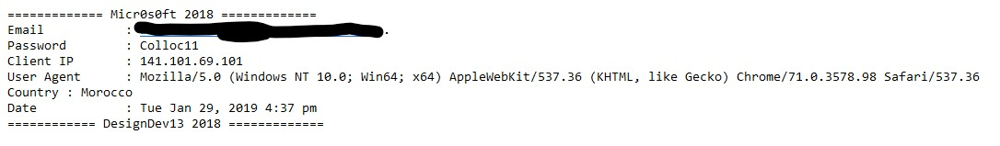 ============= Micr0s0ft 2018 =============
Email : .
Password : Colloc11
Client IP : 141.101.69.101
User Agent : Mozilla/5.0 (Windows NT 10.0; Win64; x64) AppleWebKit/537.36 (KHTML, like Gecko) Chrome/71.0.3578.98 Safari/537.36
Country : Morocco
Date : Tue Jan 29, 2019 4:37 pm
============ DesignDev13 2018 =============